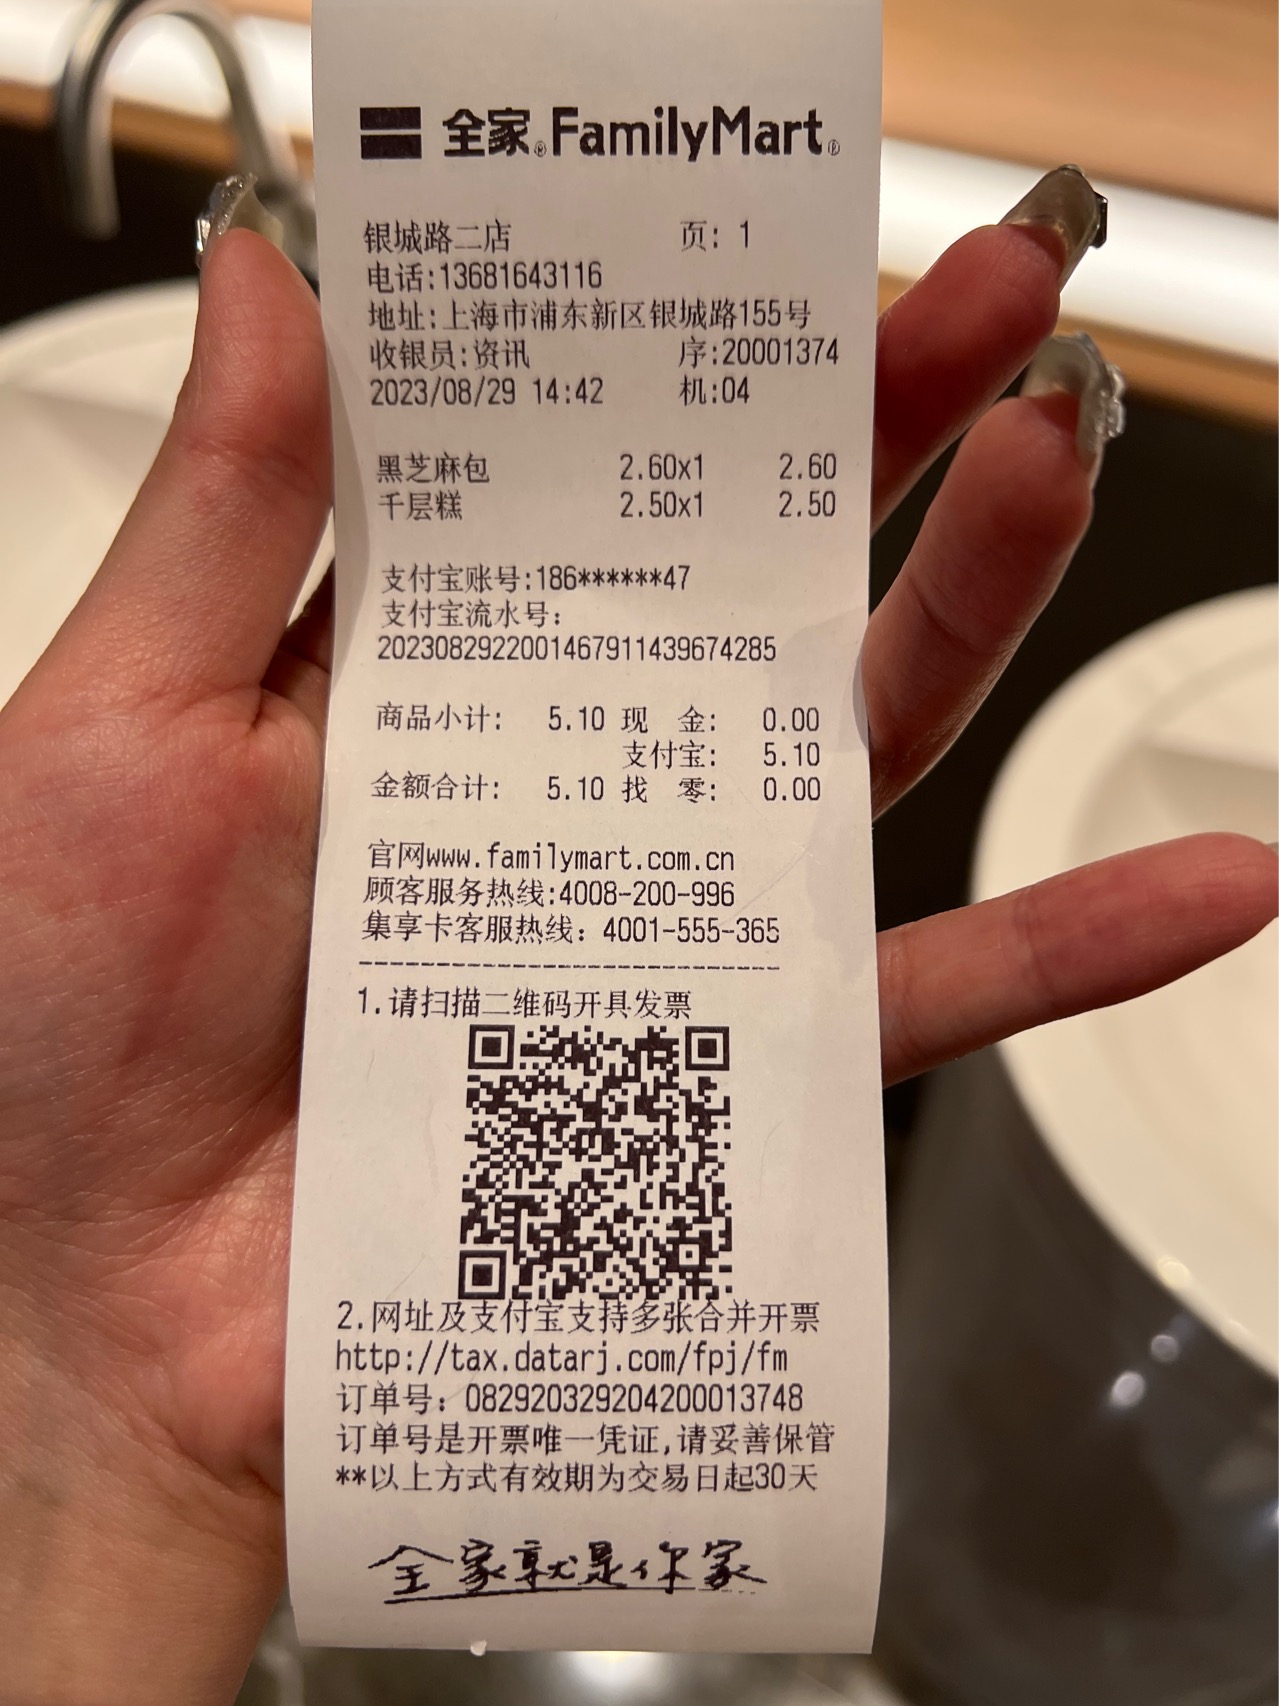 全家®FamilyMart®
银城路二店 页: 1
电话:13681643116
地址:上海市浦东新区银城路155号
收银员:资讯 序:20001374
2023/08/29 14:42 机:04
黑芝麻包 2.60x1 2.60
千层糕 2.50x1 2.50
支付宝账号:186******47
支付宝流水号:
2023082922001467911439674285
商品小计: 5.10 现 金: 0.00
支付宝: 5.10
金额合计: 5.10 找 零: 0.00
官网www.familymart.com.cn
顾客服务热线:4008-200-996
集享卡客服热线: 4001-555-365
1.请扫描二维码开具发票
2.网址及支付宝支持多张合并开票
http://tax.datarj.com/fpj/fm
订单号: 082920329204200013748
订单号是开票唯一凭证,请妥善保管
**以上方式有效期为交易日起30天
全家就是你家